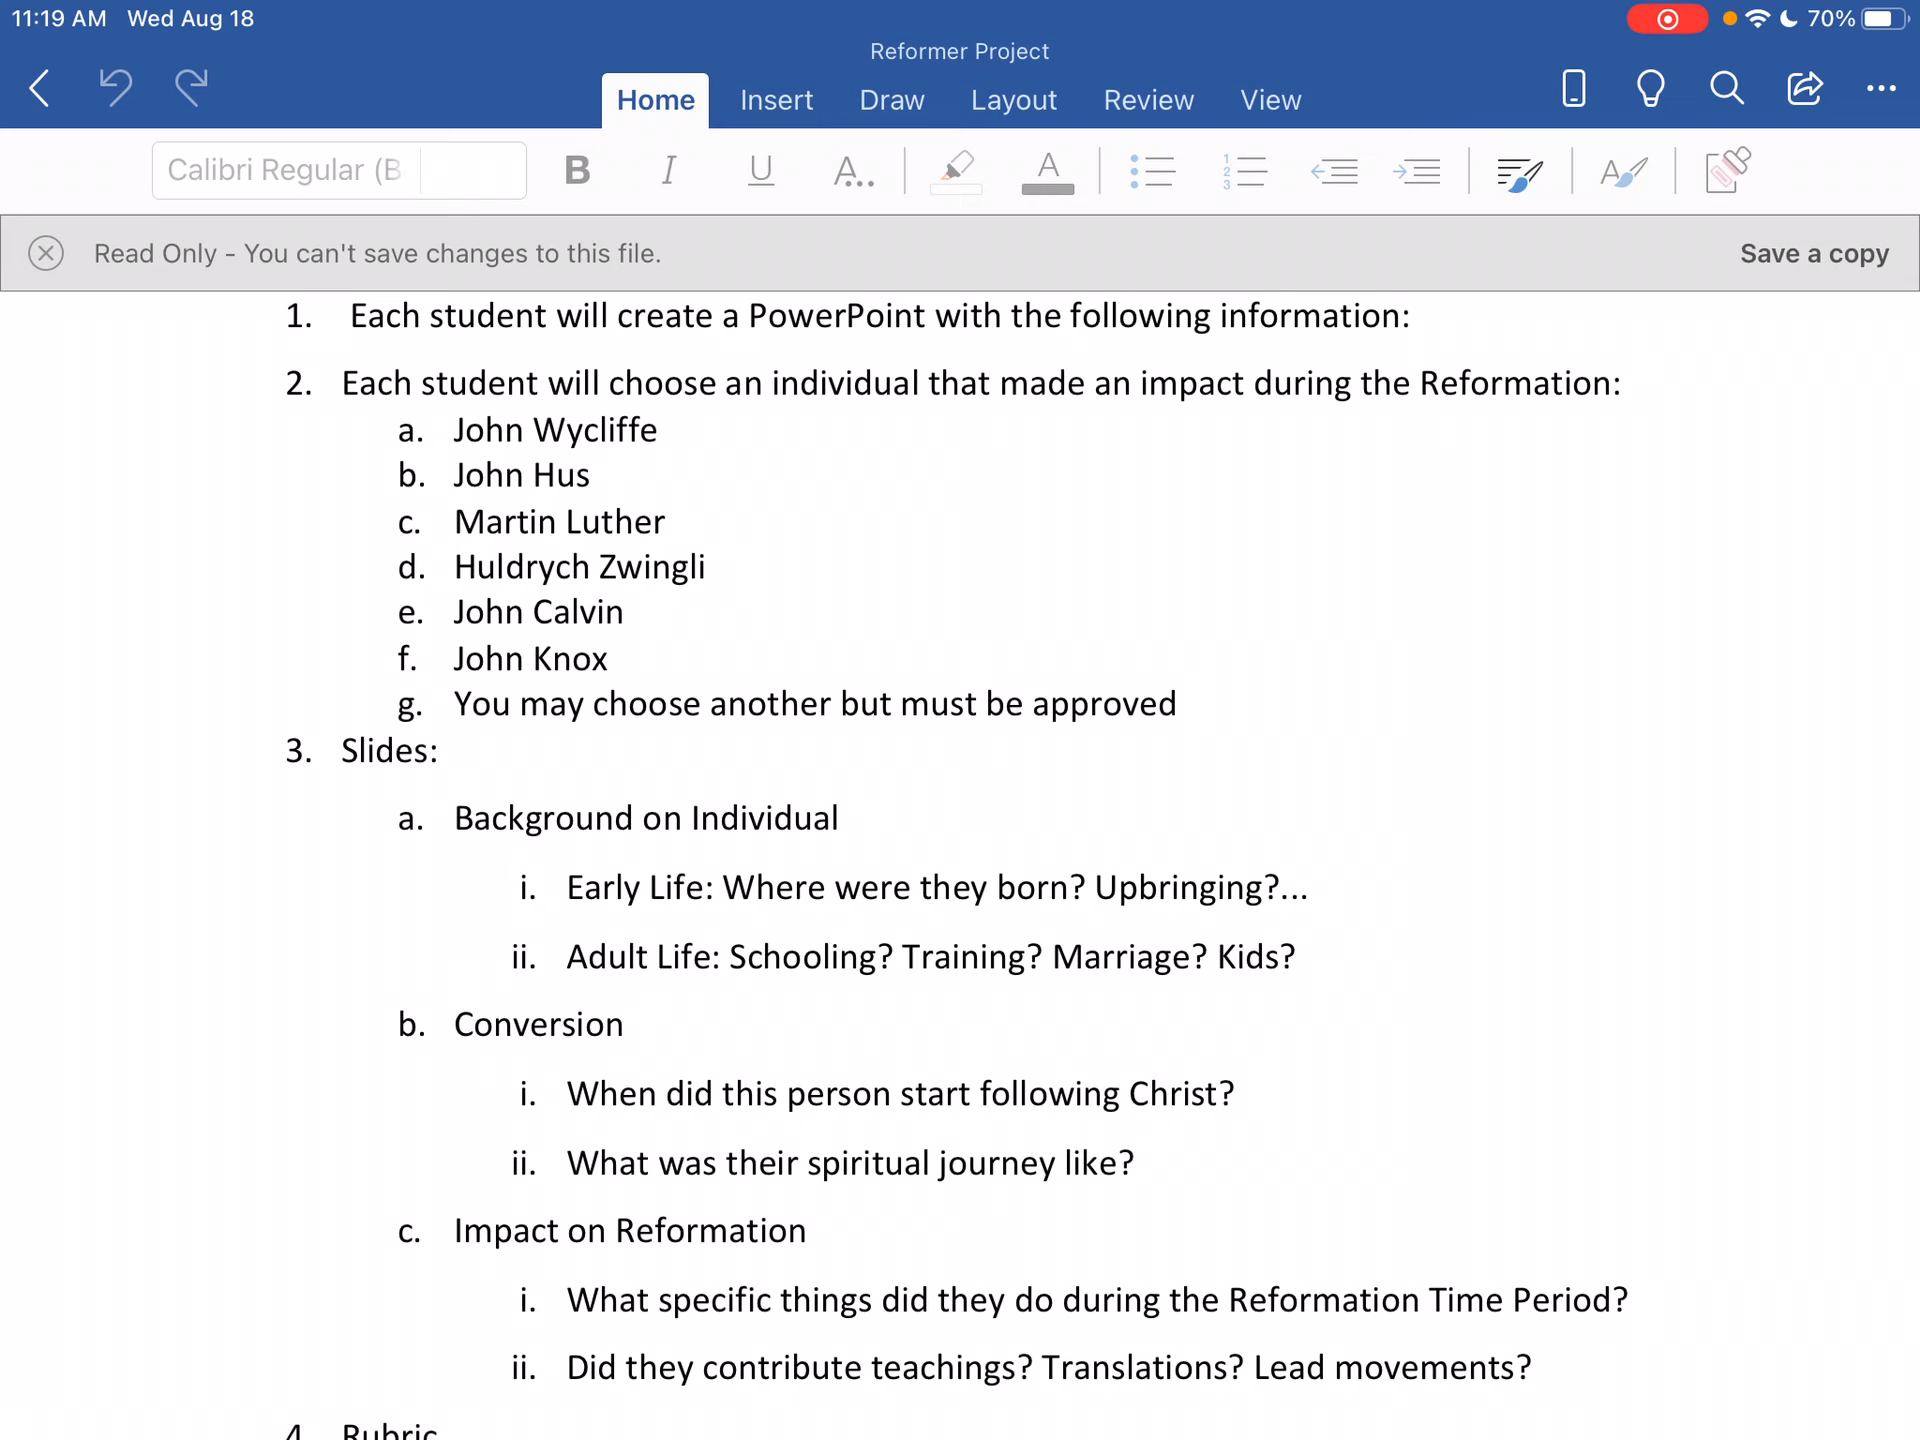 11:19 AM Wed Aug 18
70%
Reformer Project
Home Insert Draw Layout Review View
Calibri Regular (B
B I U A... A 1 2 3 A
Read Only - You can't save changes to this file. Save a copy
1. Each student will create a PowerPoint with the following information:
2. Each student will choose an individual that made an impact during the Reformation:
a. John Wycliffe
b. John Hus
c. Martin Luther
d. Huldrych Zwingli
e. John Calvin
f. John Knox
g. You may choose another but must be approved
3. Slides:
a. Background on Individual
i. Early Life: Where were they born? Upbringing?...
ii. Adult Life: Schooling? Training? Marriage? Kids?
b. Conversion
i. When did this person start following Christ?
ii. What was their spiritual journey like?
c. Impact on Reformation
i. What specific things did they do during the Reformation Time Period?
ii. Did they contribute teachings? Translations? Lead movements?
4. Rubric